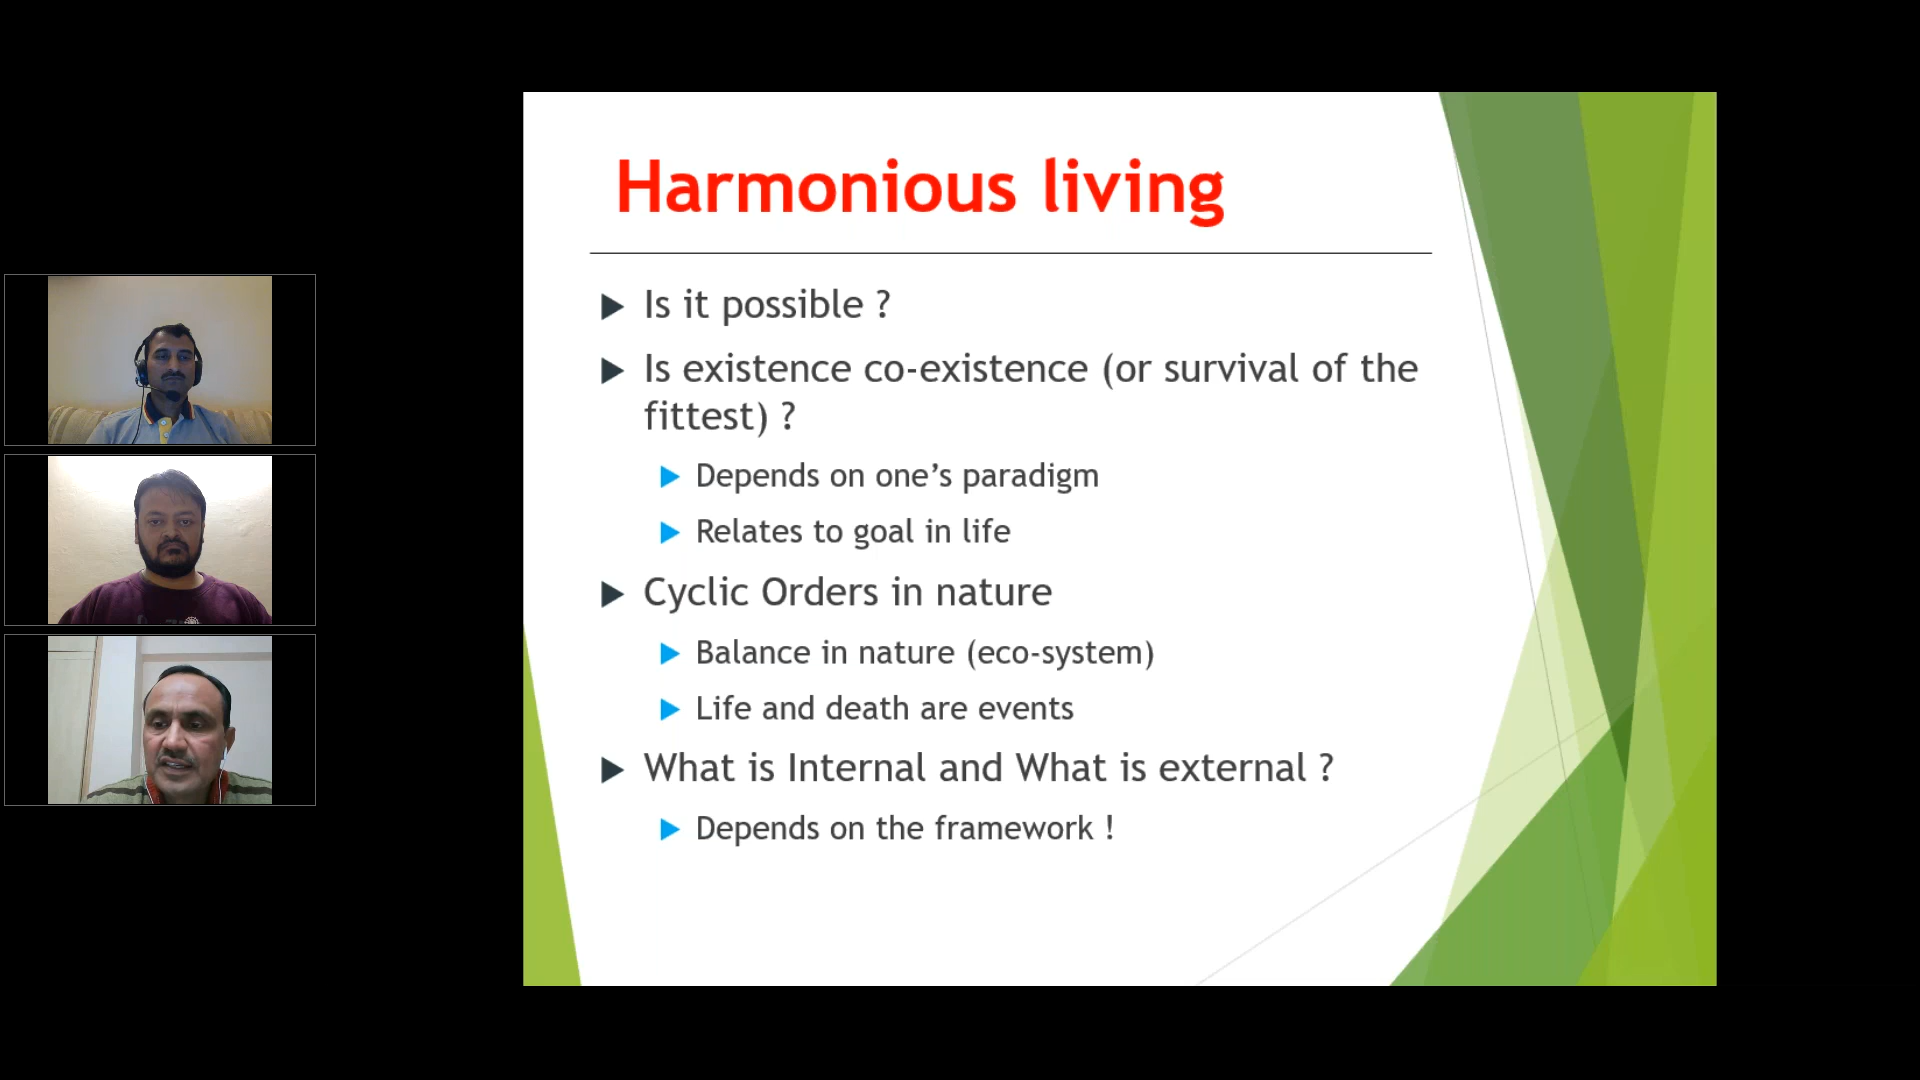 Harmonious living
Is it possible ?
Is existence co-existence (or survival of the
fittest) ?
Depends on one’s paradigm
Relates to goal in life
Cyclic Orders in nature
Balance in nature (eco-system)
Life and death are events
What is Internal and What is external ?
Depends on the framework !